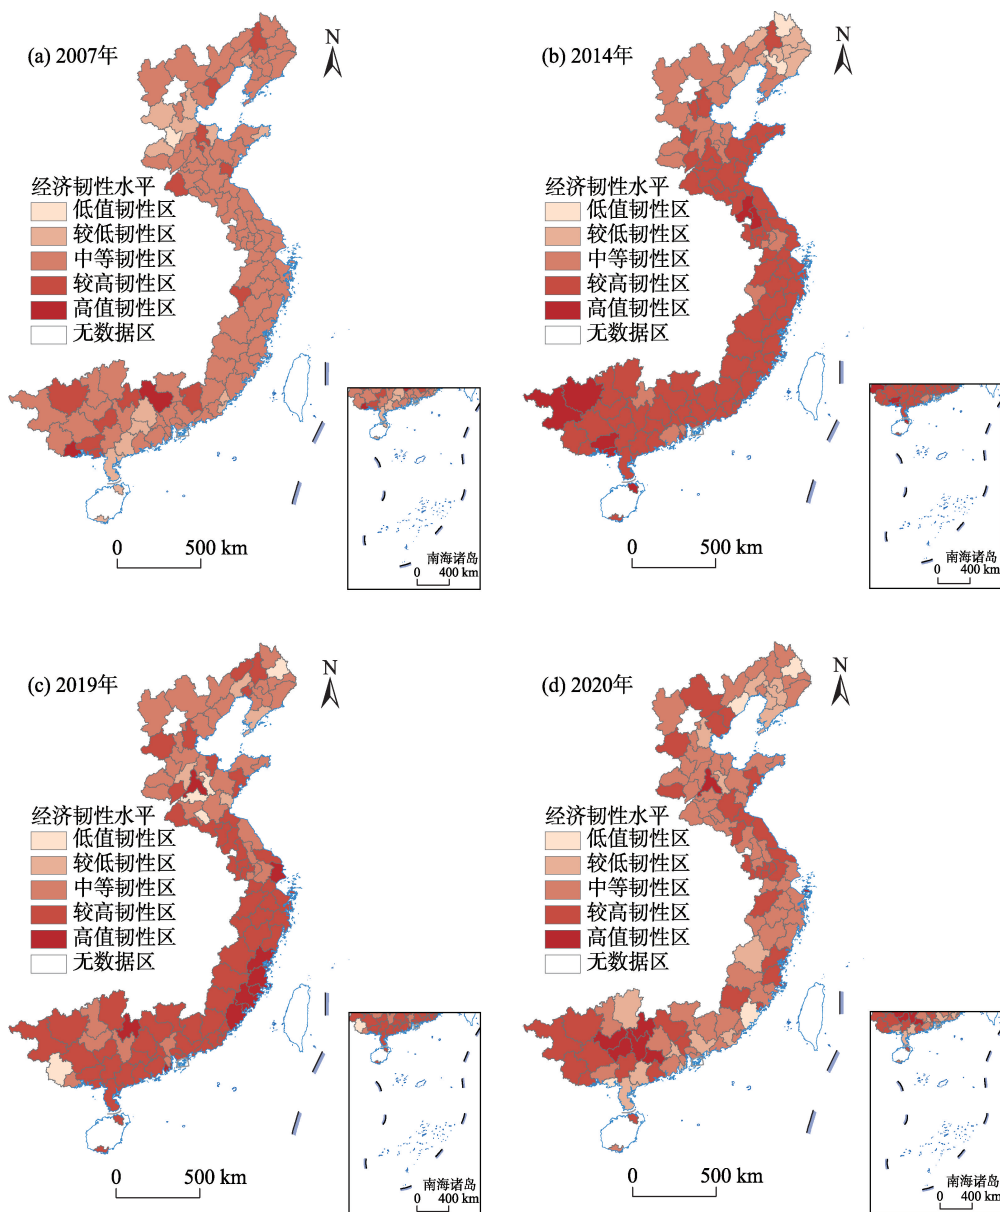 (a) 2007年
N
经济韧性水平
低值韧性区
较低韧性区
中等韧性区
较高韧性区
高值韧性区
无数据区
0 500 km
南海诸岛
0 400 km
(b) 2014年
N
经济韧性水平
低值韧性区
较低韧性区
中等韧性区
较高韧性区
高值韧性区
无数据区
0 500 km
南海诸岛
0 400 km
(c) 2019年
N
经济韧性水平
低值韧性区
较低韧性区
中等韧性区
较高韧性区
高值韧性区
无数据区
0 500 km
南海诸岛
0 400 km
(d) 2020年
N
经济韧性水平
低值韧性区
较低韧性区
中等韧性区
较高韧性区
高值韧性区
无数据区
0 500 km
南海诸岛
0 400 km